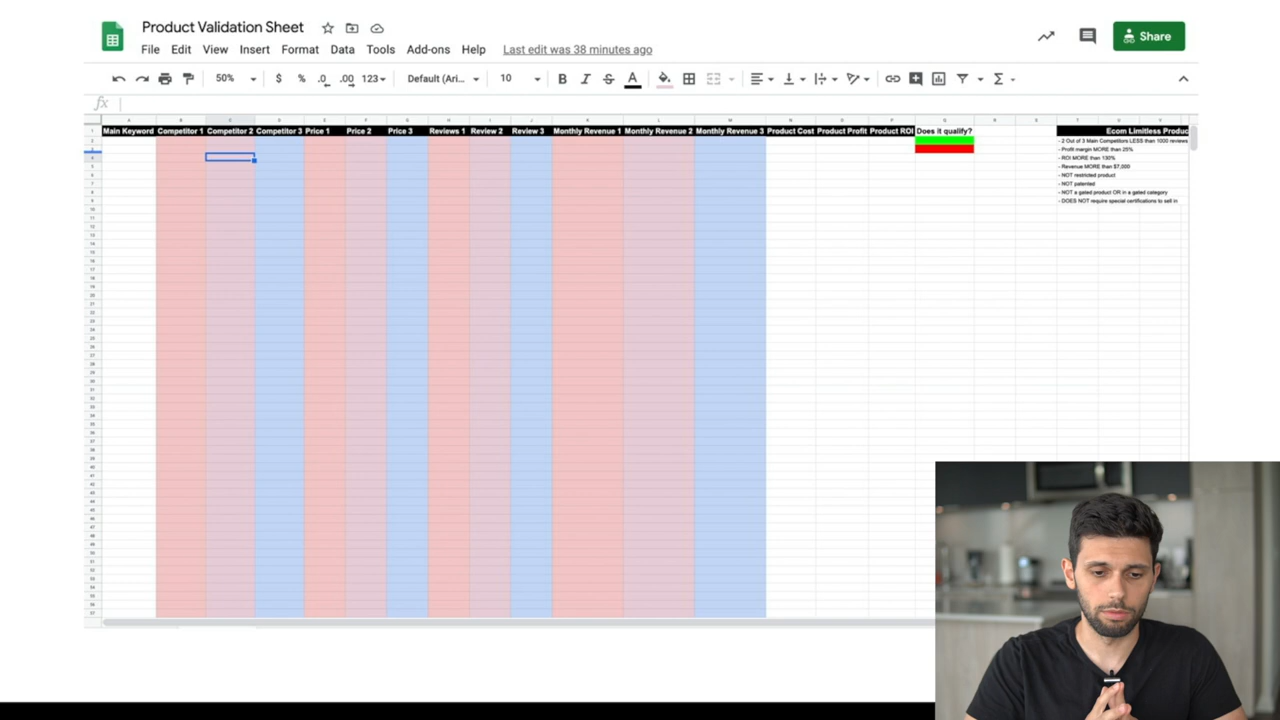 Product Validation Sheet
File Edit View Insert Format Data Tools Add-ons Help Last edit was 38 minutes ago
Share
50% $ % .0 .00 123 Default (Ari... 10 B I S A
fx
A B C D E F G H I J K L M N O P Q R S T U V
1 Main Keyword Competitor 1 Competitor 2 Competitor 3 Price 1 Price 2 Price 3 Reviews 1 Review 2 Review 3 Monthly Revenue 1 Monthly Revenue 2 Monthly Revenue 3 Product Cost Product Profit Product ROI Does it qualify? Ecom Limitless Produc
- 2 Out of 3 Main Competitors LESS than 1000 reviews
- Profit margin MORE than 25%
- ROI MORE than 130%
- Revenue MORE than $7,000
- NOT restricted product
- NOT patented
- NOT a gated product OR in a gated category
- DOES NOT require special certifications to sell in